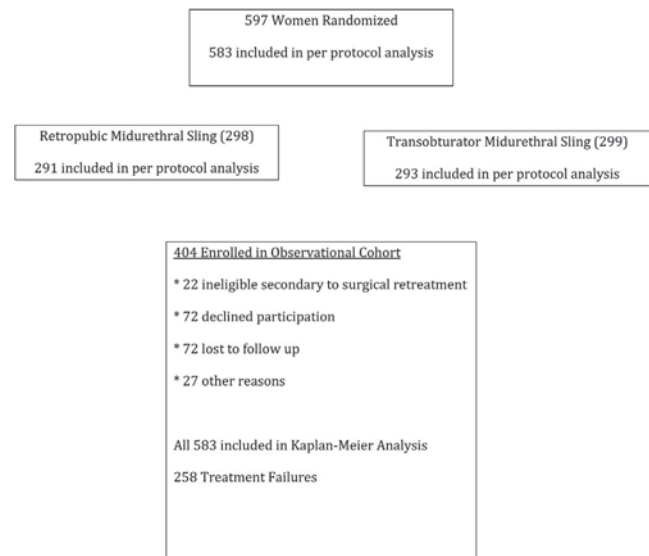 597 Women Randomized
583 included in per protocol analysis
Retropubic Midurethral Sling (298)
291 included in per protocol analysis
Transobturator Midurethral Sling (299)
293 included in per protocol analysis
404 Enrolled in Observational Cohort
* 22 ineligible secondary to surgical retreatment
* 72 declined participation
* 72 lost to follow up
* 27 other reasons
All 583 included in Kaplan-Meier Analysis
258 Treatment Failures